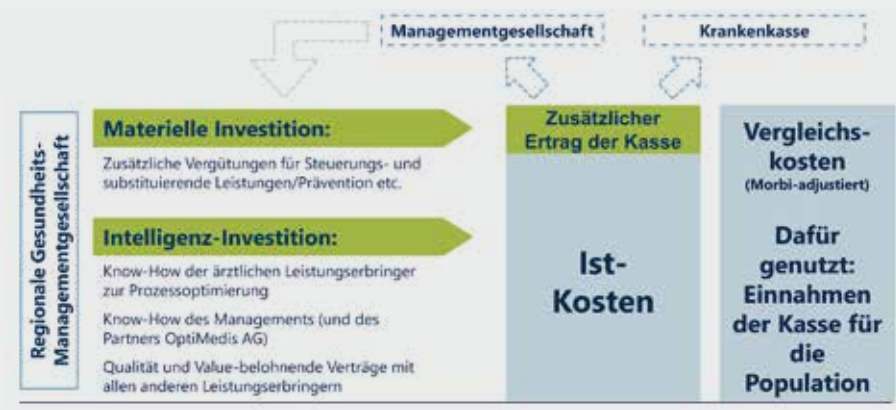 Managementgesellschaft
Krankenkasse
Regionale Gesundheits-
Managementgesellschaft
Materielle Investition:
Zusätzliche Vergütungen für Steuerungs- und
substituierende Leistungen/Prävention etc.
Intelligenz-Investition:
Know-How der ärztlichen Leistungserbringer
zur Prozessoptimierung
Know-How des Managements (und des
Partners OptiMedis AG)
Qualität und Value-belohnende Verträge mit
allen anderen Leistungserbringern
Zusätzlicher
Ertrag der Kasse
Ist-
Kosten
Vergleichs-
kosten
(Morbi-adjustiert)
Dafür
genutzt:
Einnahmen
der Kasse für
die
Population